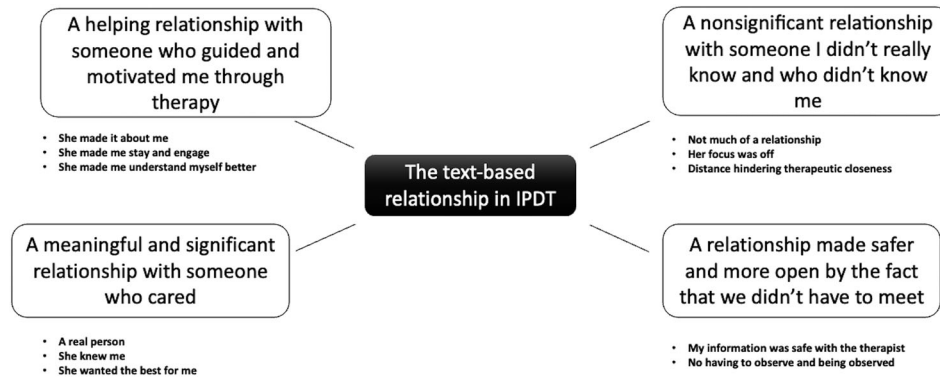 A helping relationship with
someone who guided and
motivated me through
therapy
• She made it about me
• She made me stay and engage
• She made me understand myself better
A nonsignificant relationship
with someone I didn’t really
know and who didn’t know
me
• Not much of a relationship
• Her focus was off
• Distance hindering therapeutic closeness
The text-based
relationship in IPDT
A meaningful and significant
relationship with someone
who cared
• A real person
• She knew me
• She wanted the best for me
A relationship made safer
and more open by the fact
that we didn’t have to meet
• My information was safe with the therapist
• No having to observe and being observed